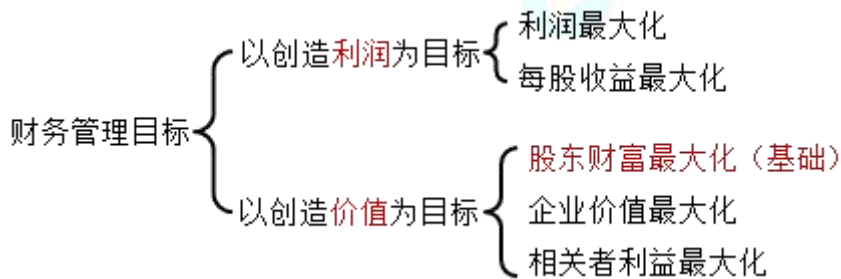 财务管理目标
以创造利润为目标
利润最大化
每股收益最大化
以创造价值为目标
股东财富最大化（基础）
企业价值最大化
相关者利益最大化